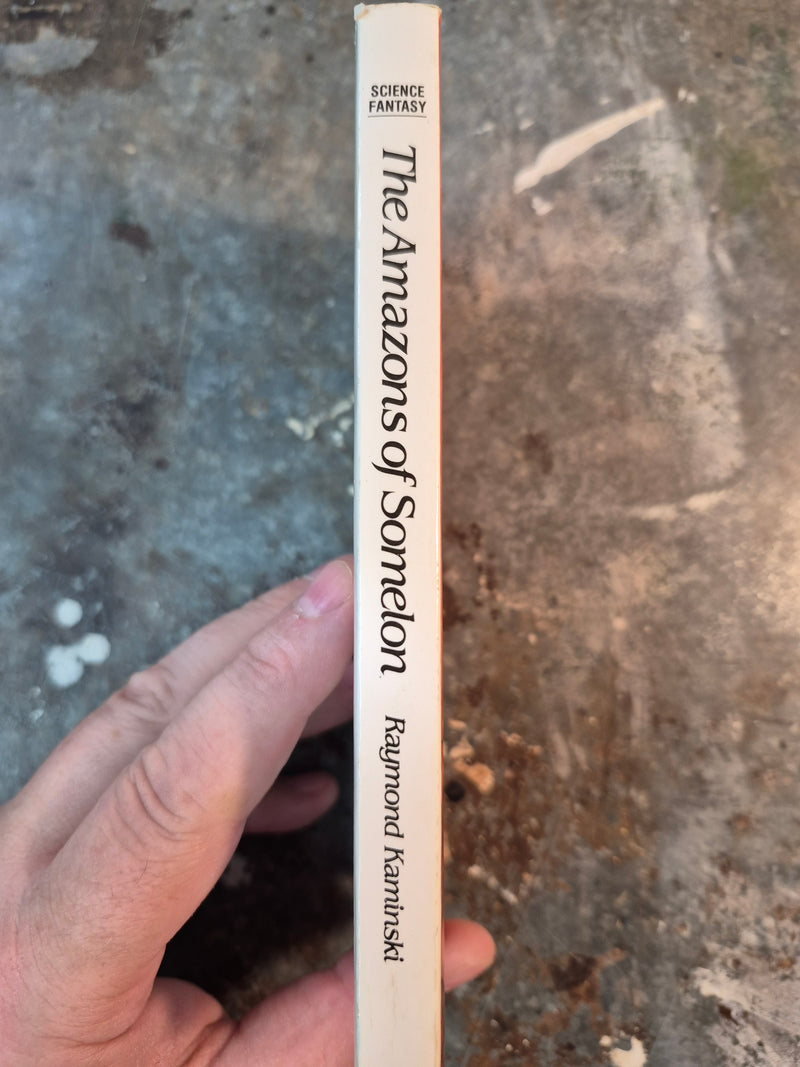 SCIENCE
FANTASY
The Amazons of Somelon
Raymond Kaminski